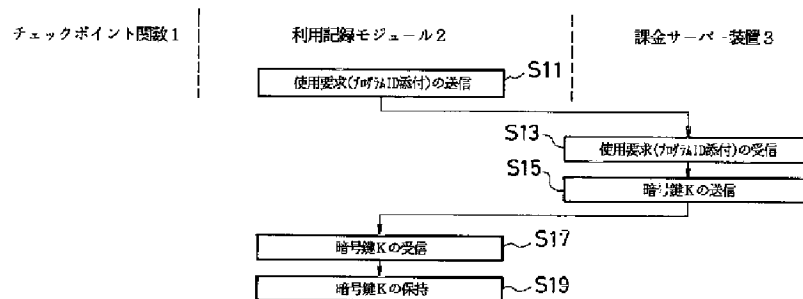 チェックポイント関数1
利用記録モジュール2
課金サーバー装置3
使用要求(プログラムID添付)の送信
S11
S13
使用要求(プログラムID添付)の受信
S15
暗号鍵Kの送信
暗号鍵Kの受信
S17
暗号鍵Kの保持
S19